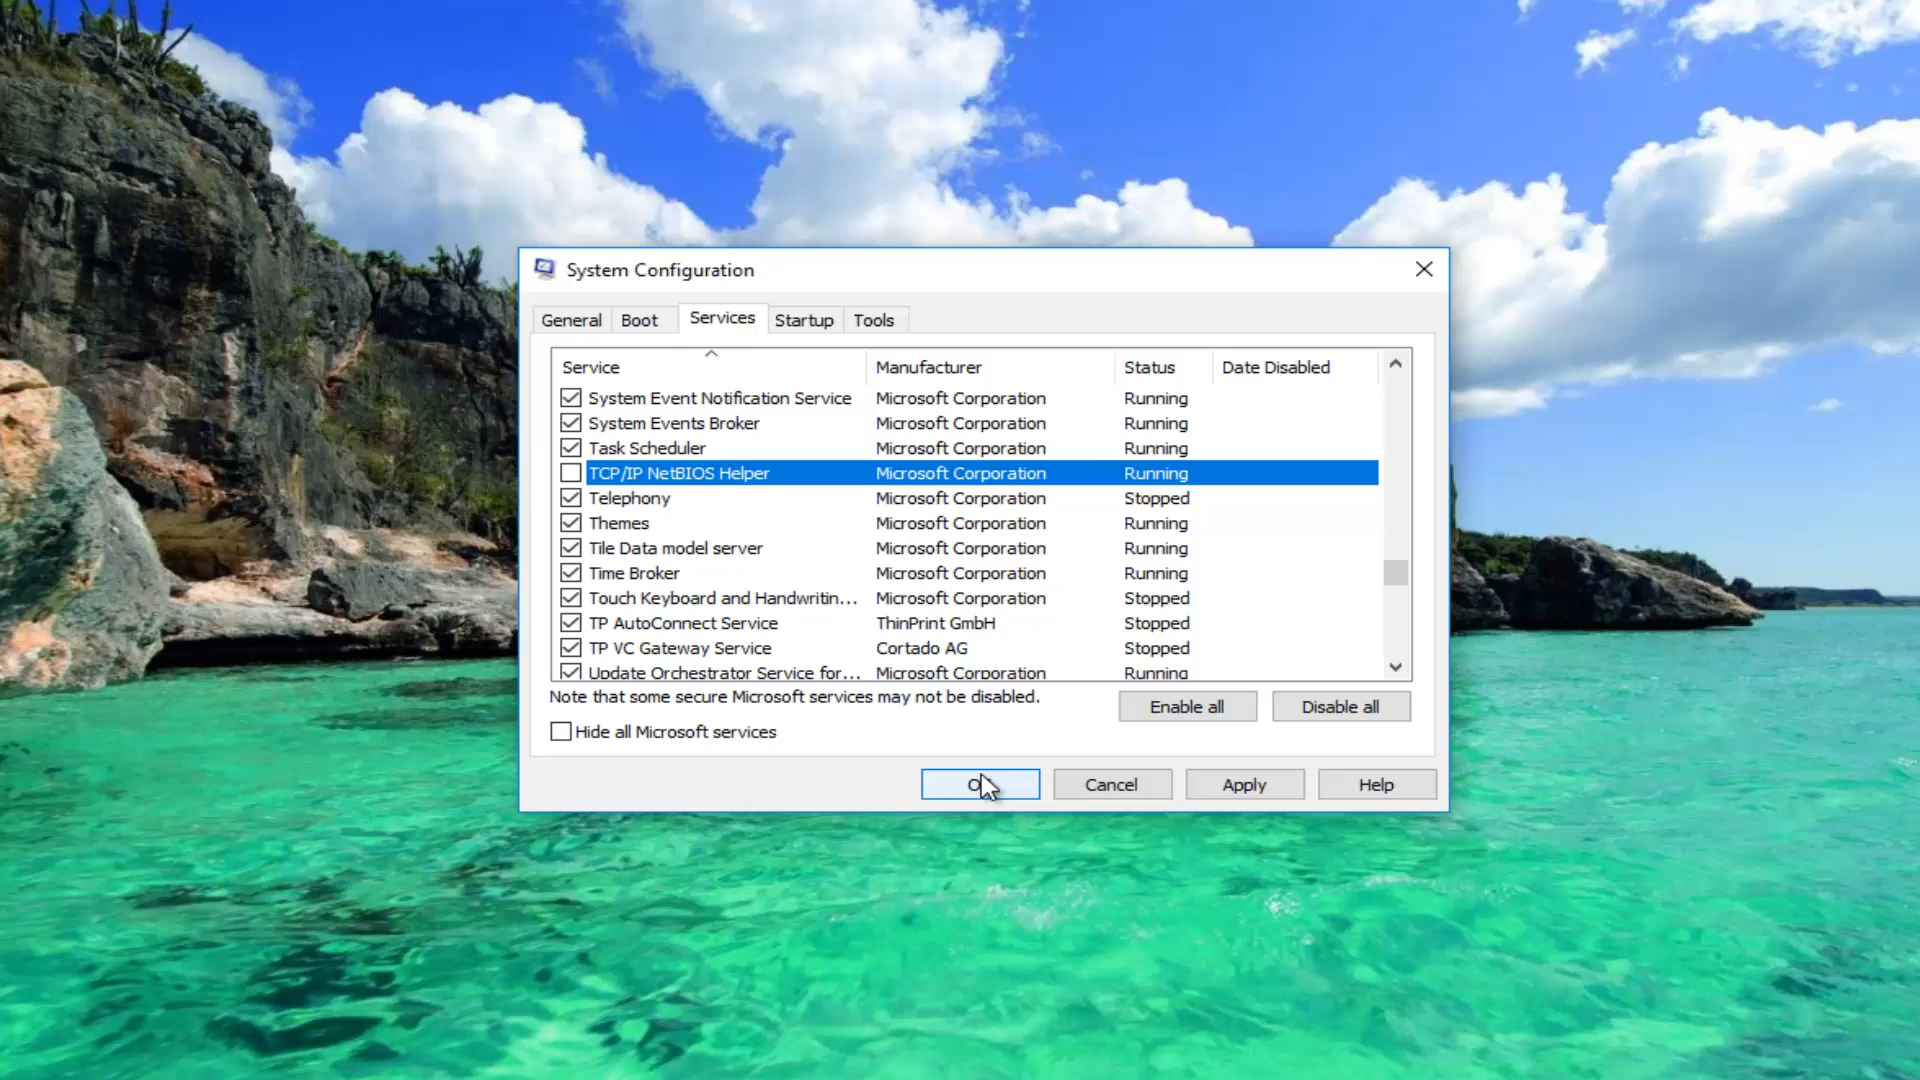 System Configuration
General Boot Services Startup Tools
Service Manufacturer Status Date Disabled
System Event Notification Service Microsoft Corporation Running
System Events Broker Microsoft Corporation Running
Task Scheduler Microsoft Corporation Running
TCP/IP NetBIOS Helper Microsoft Corporation Running
Telephony Microsoft Corporation Stopped
Themes Microsoft Corporation Running
Tile Data model server Microsoft Corporation Running
Time Broker Microsoft Corporation Running
Touch Keyboard and Handwritin... Microsoft Corporation Stopped
TP AutoConnect Service ThinPrint GmbH Stopped
TP VC Gateway Service Cortado AG Stopped
Update Orchestrator Service for... Microsoft Corporation Running
Note that some secure Microsoft services may not be disabled.
Enable all Disable all
Hide all Microsoft services
Cancel Apply Help